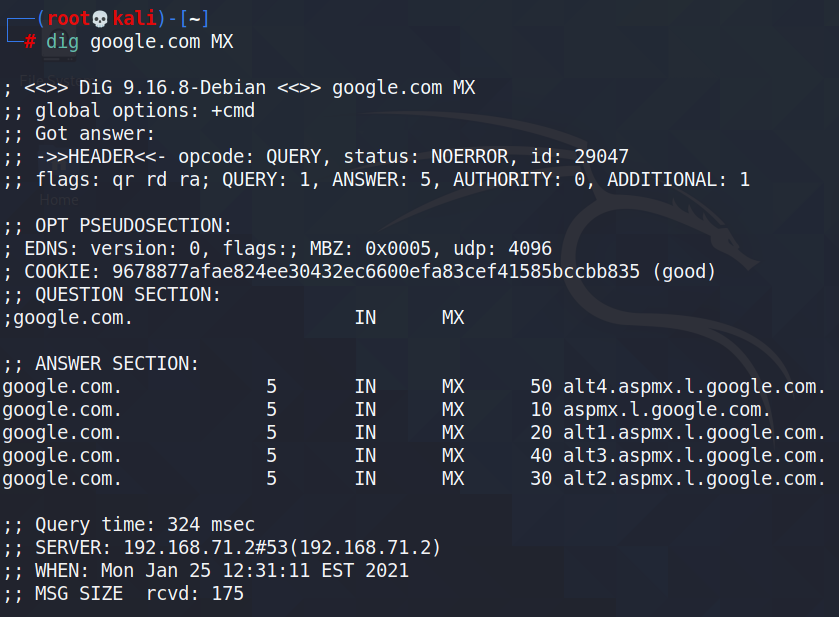 ┌──(root💀kali)-[~]
└─# dig google.com MX

; <<>> DiG 9.16.8-Debian <<>> google.com MX
;; global options: +cmd
;; Got answer:
;; ->>HEADER<<- opcode: QUERY, status: NOERROR, id: 29047
;; flags: qr rd ra; QUERY: 1, ANSWER: 5, AUTHORITY: 0, ADDITIONAL: 1
Home

;; OPT PSEUDOSECTION:
; EDNS: version: 0, flags:; MBZ: 0x0005, udp: 4096
; COOKIE: 9678877afae824ee30432ec6600efa83cef41585bccbb835 (good)
;; QUESTION SECTION:
;google.com. IN MX

;; ANSWER SECTION:
google.com. 5 IN MX 50 alt4.aspmx.l.google.com.
google.com. 5 IN MX 10 aspmx.l.google.com.
google.com. 5 IN MX 20 alt1.aspmx.l.google.com.
google.com. 5 IN MX 40 alt3.aspmx.l.google.com.
google.com. 5 IN MX 30 alt2.aspmx.l.google.com.

;; Query time: 324 msec
;; SERVER: 192.168.71.2#53(192.168.71.2)
;; WHEN: Mon Jan 25 12:31:11 EST 2021
;; MSG SIZE rcvd: 175